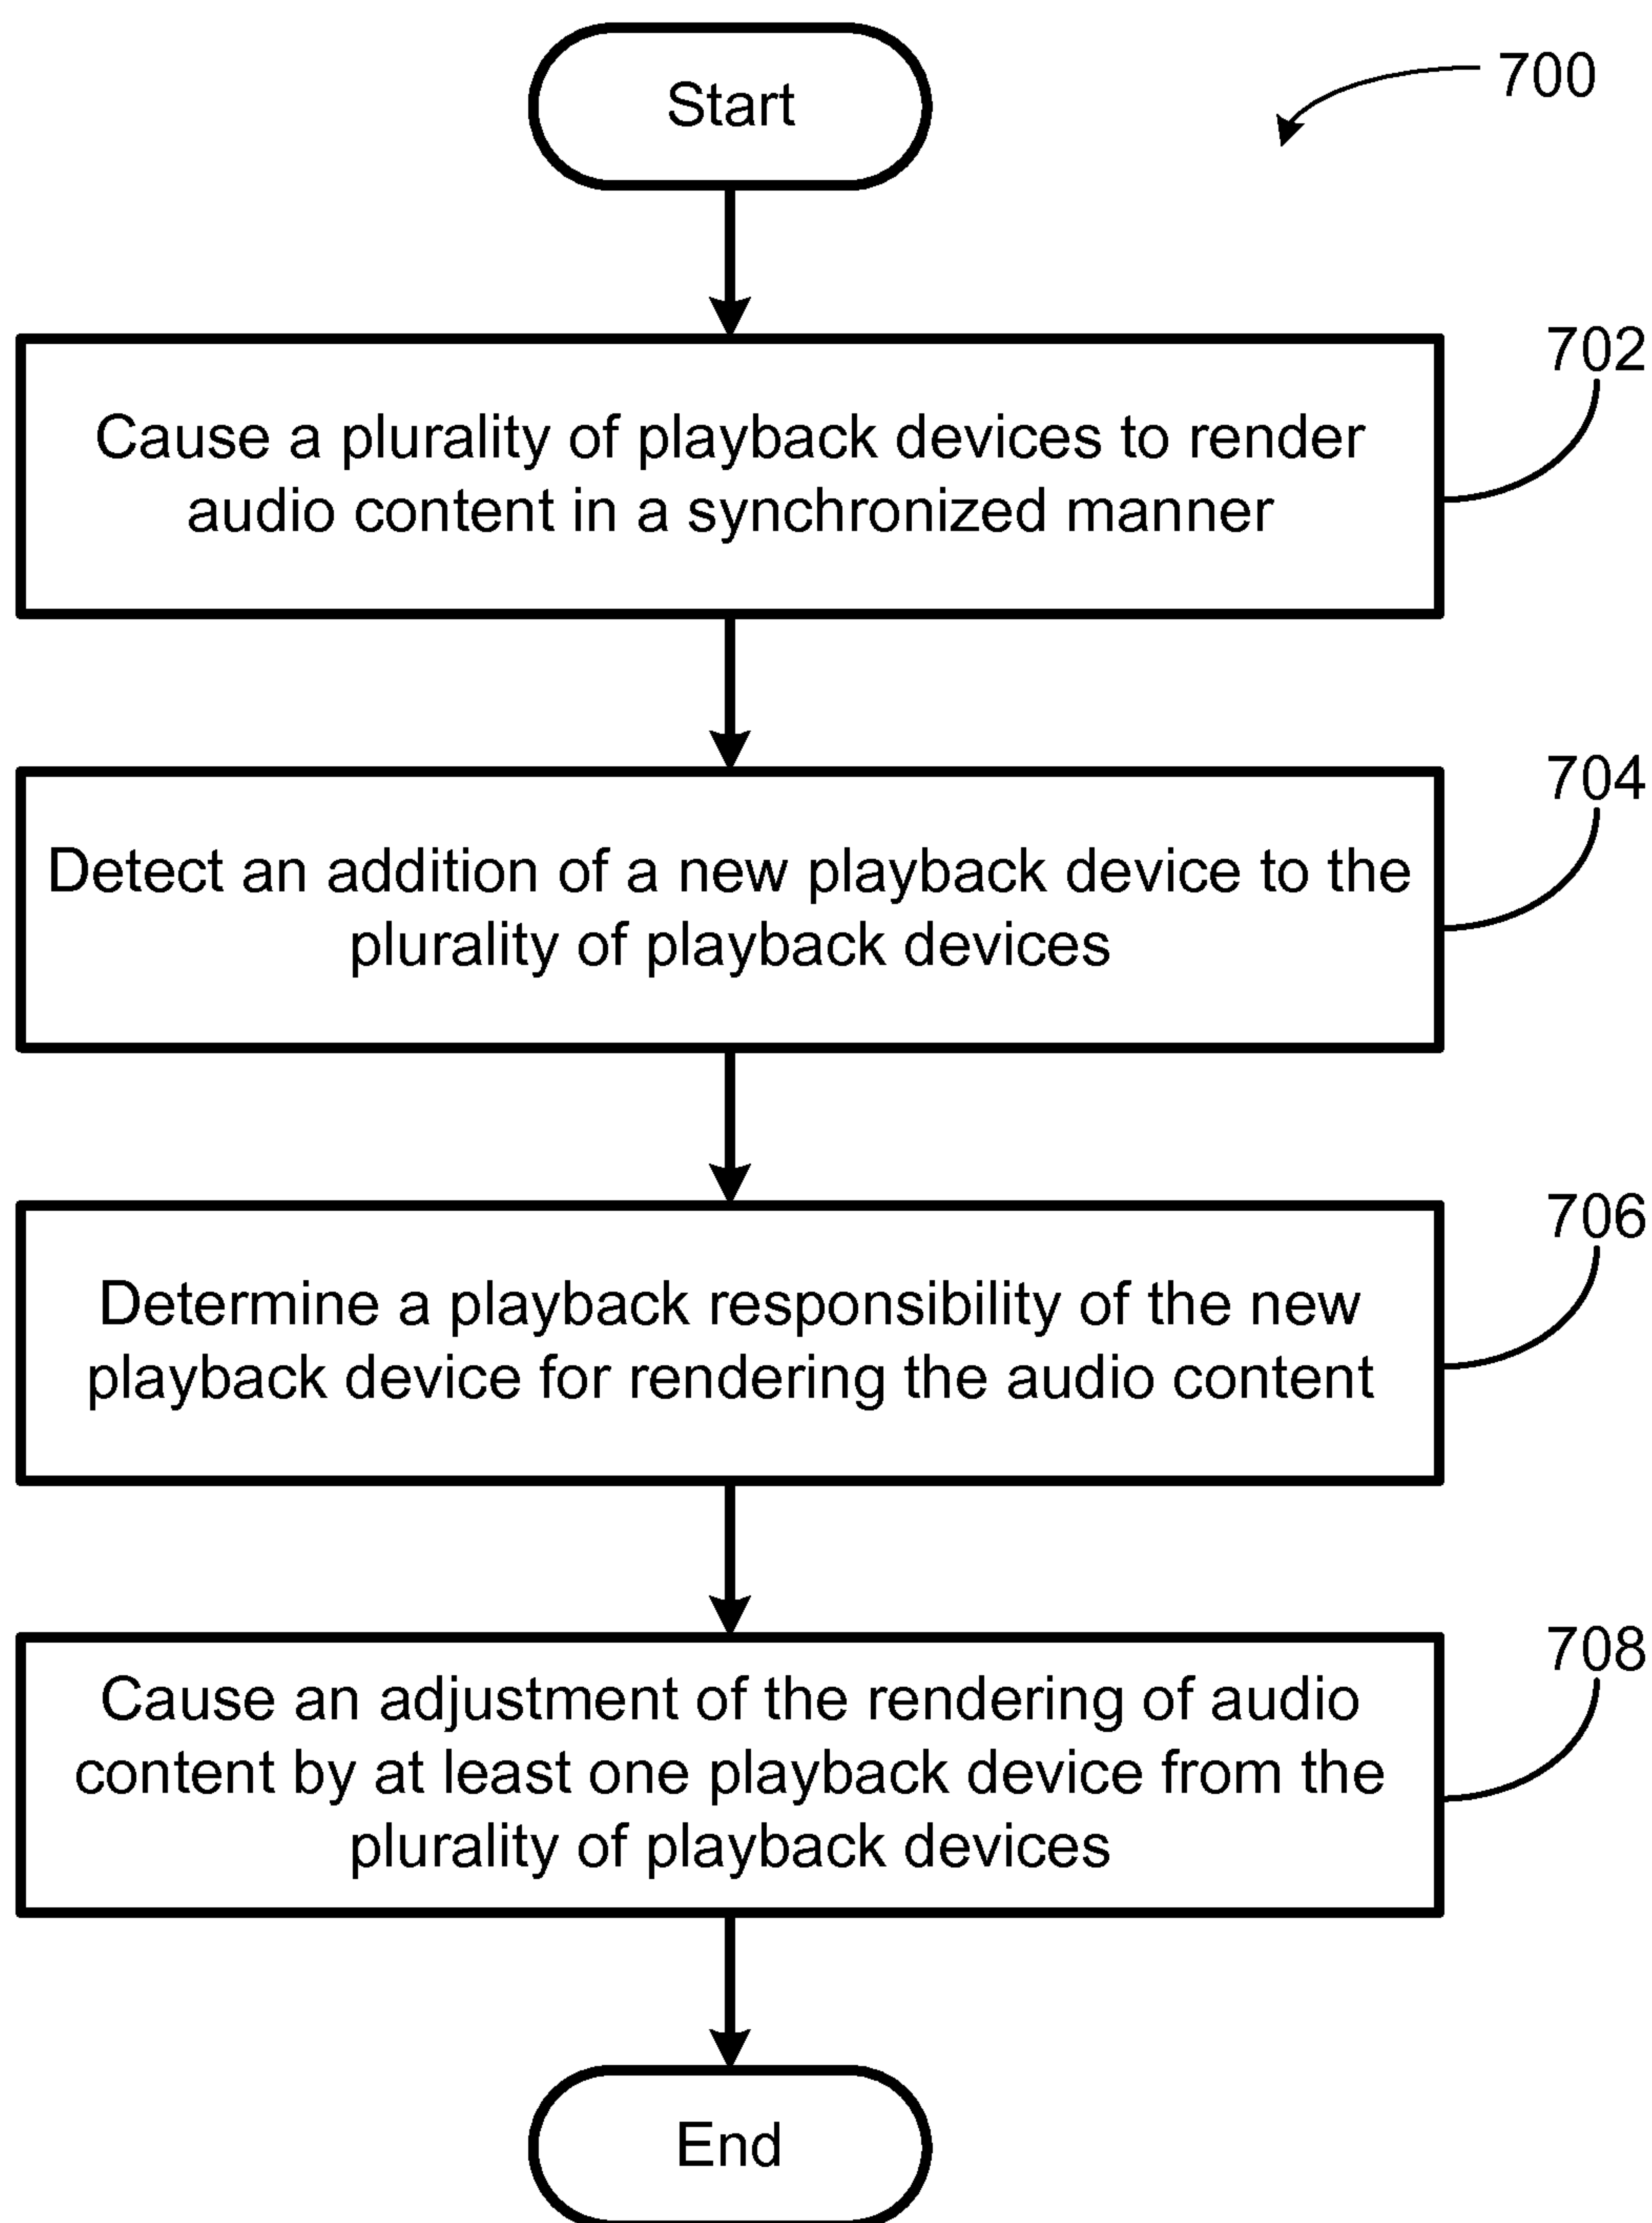 Start
700
702
Cause a plurality of playback devices to render
audio content in a synchronized manner
704
Detect an addition of a new playback device to the
plurality of playback devices
706
Determine a playback responsibility of the new
playback device for rendering the audio content
708
Cause an adjustment of the rendering of audio
content by at least one playback device from the
plurality of playback devices
End